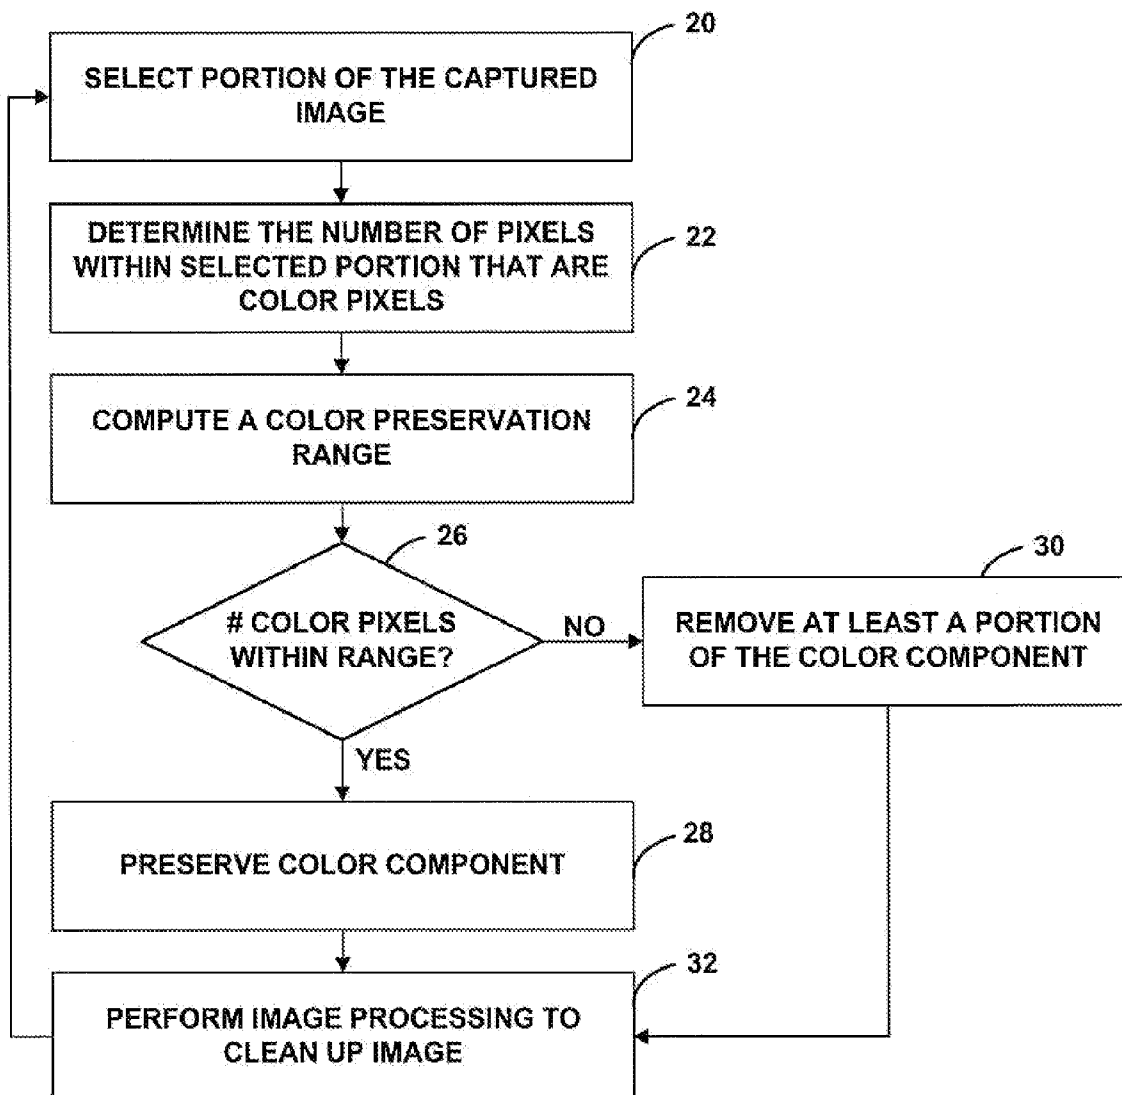 20
SELECT PORTION OF THE CAPTURED
IMAGE
DETERMINE THE NUMBER OF PIXELS
WITHIN SELECTED PORTION THAT ARE
COLOR PIXELS
22
COMPUTE A COLOR PRESERVATION
RANGE
24
26
# COLOR PIXELS
WITHIN RANGE?
NO
30
REMOVE AT LEAST A PORTION
OF THE COLOR COMPONENT
YES
PRESERVE COLOR COMPONENT
28
PERFORM IMAGE PROCESSING TO
CLEAN UP IMAGE
32